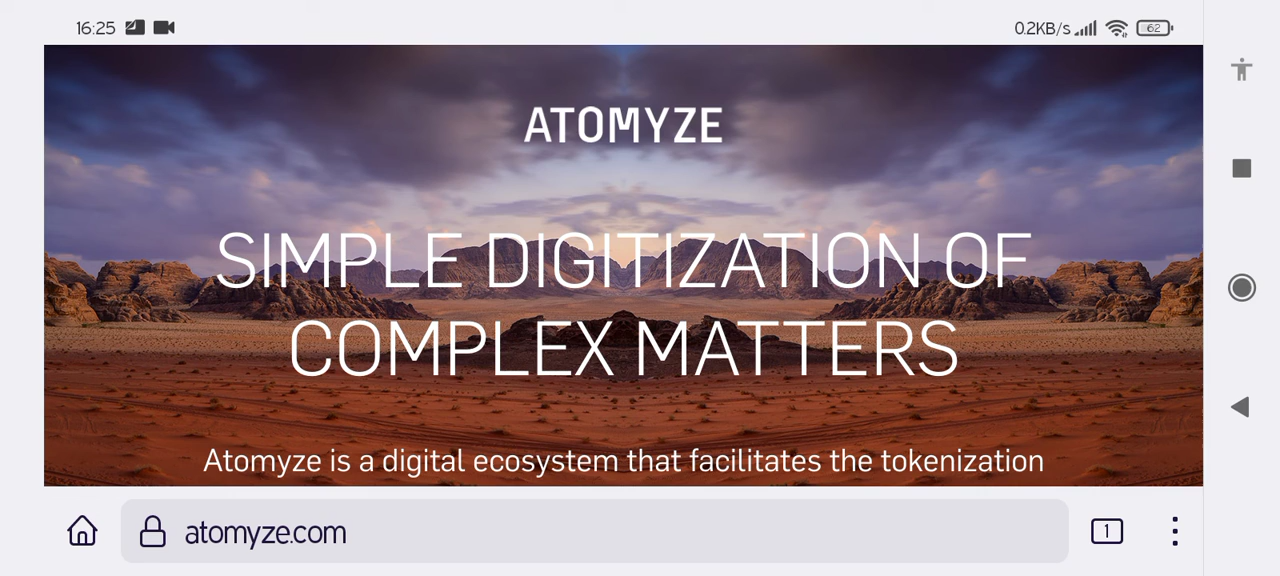 16:25
0.2KB/s
62
ATOMYZE
SIMPLE DIGITIZATION OF
COMPLEX MATTERS
Atomyze is a digital ecosystem that facilitates the tokenization
atomyze.com
1